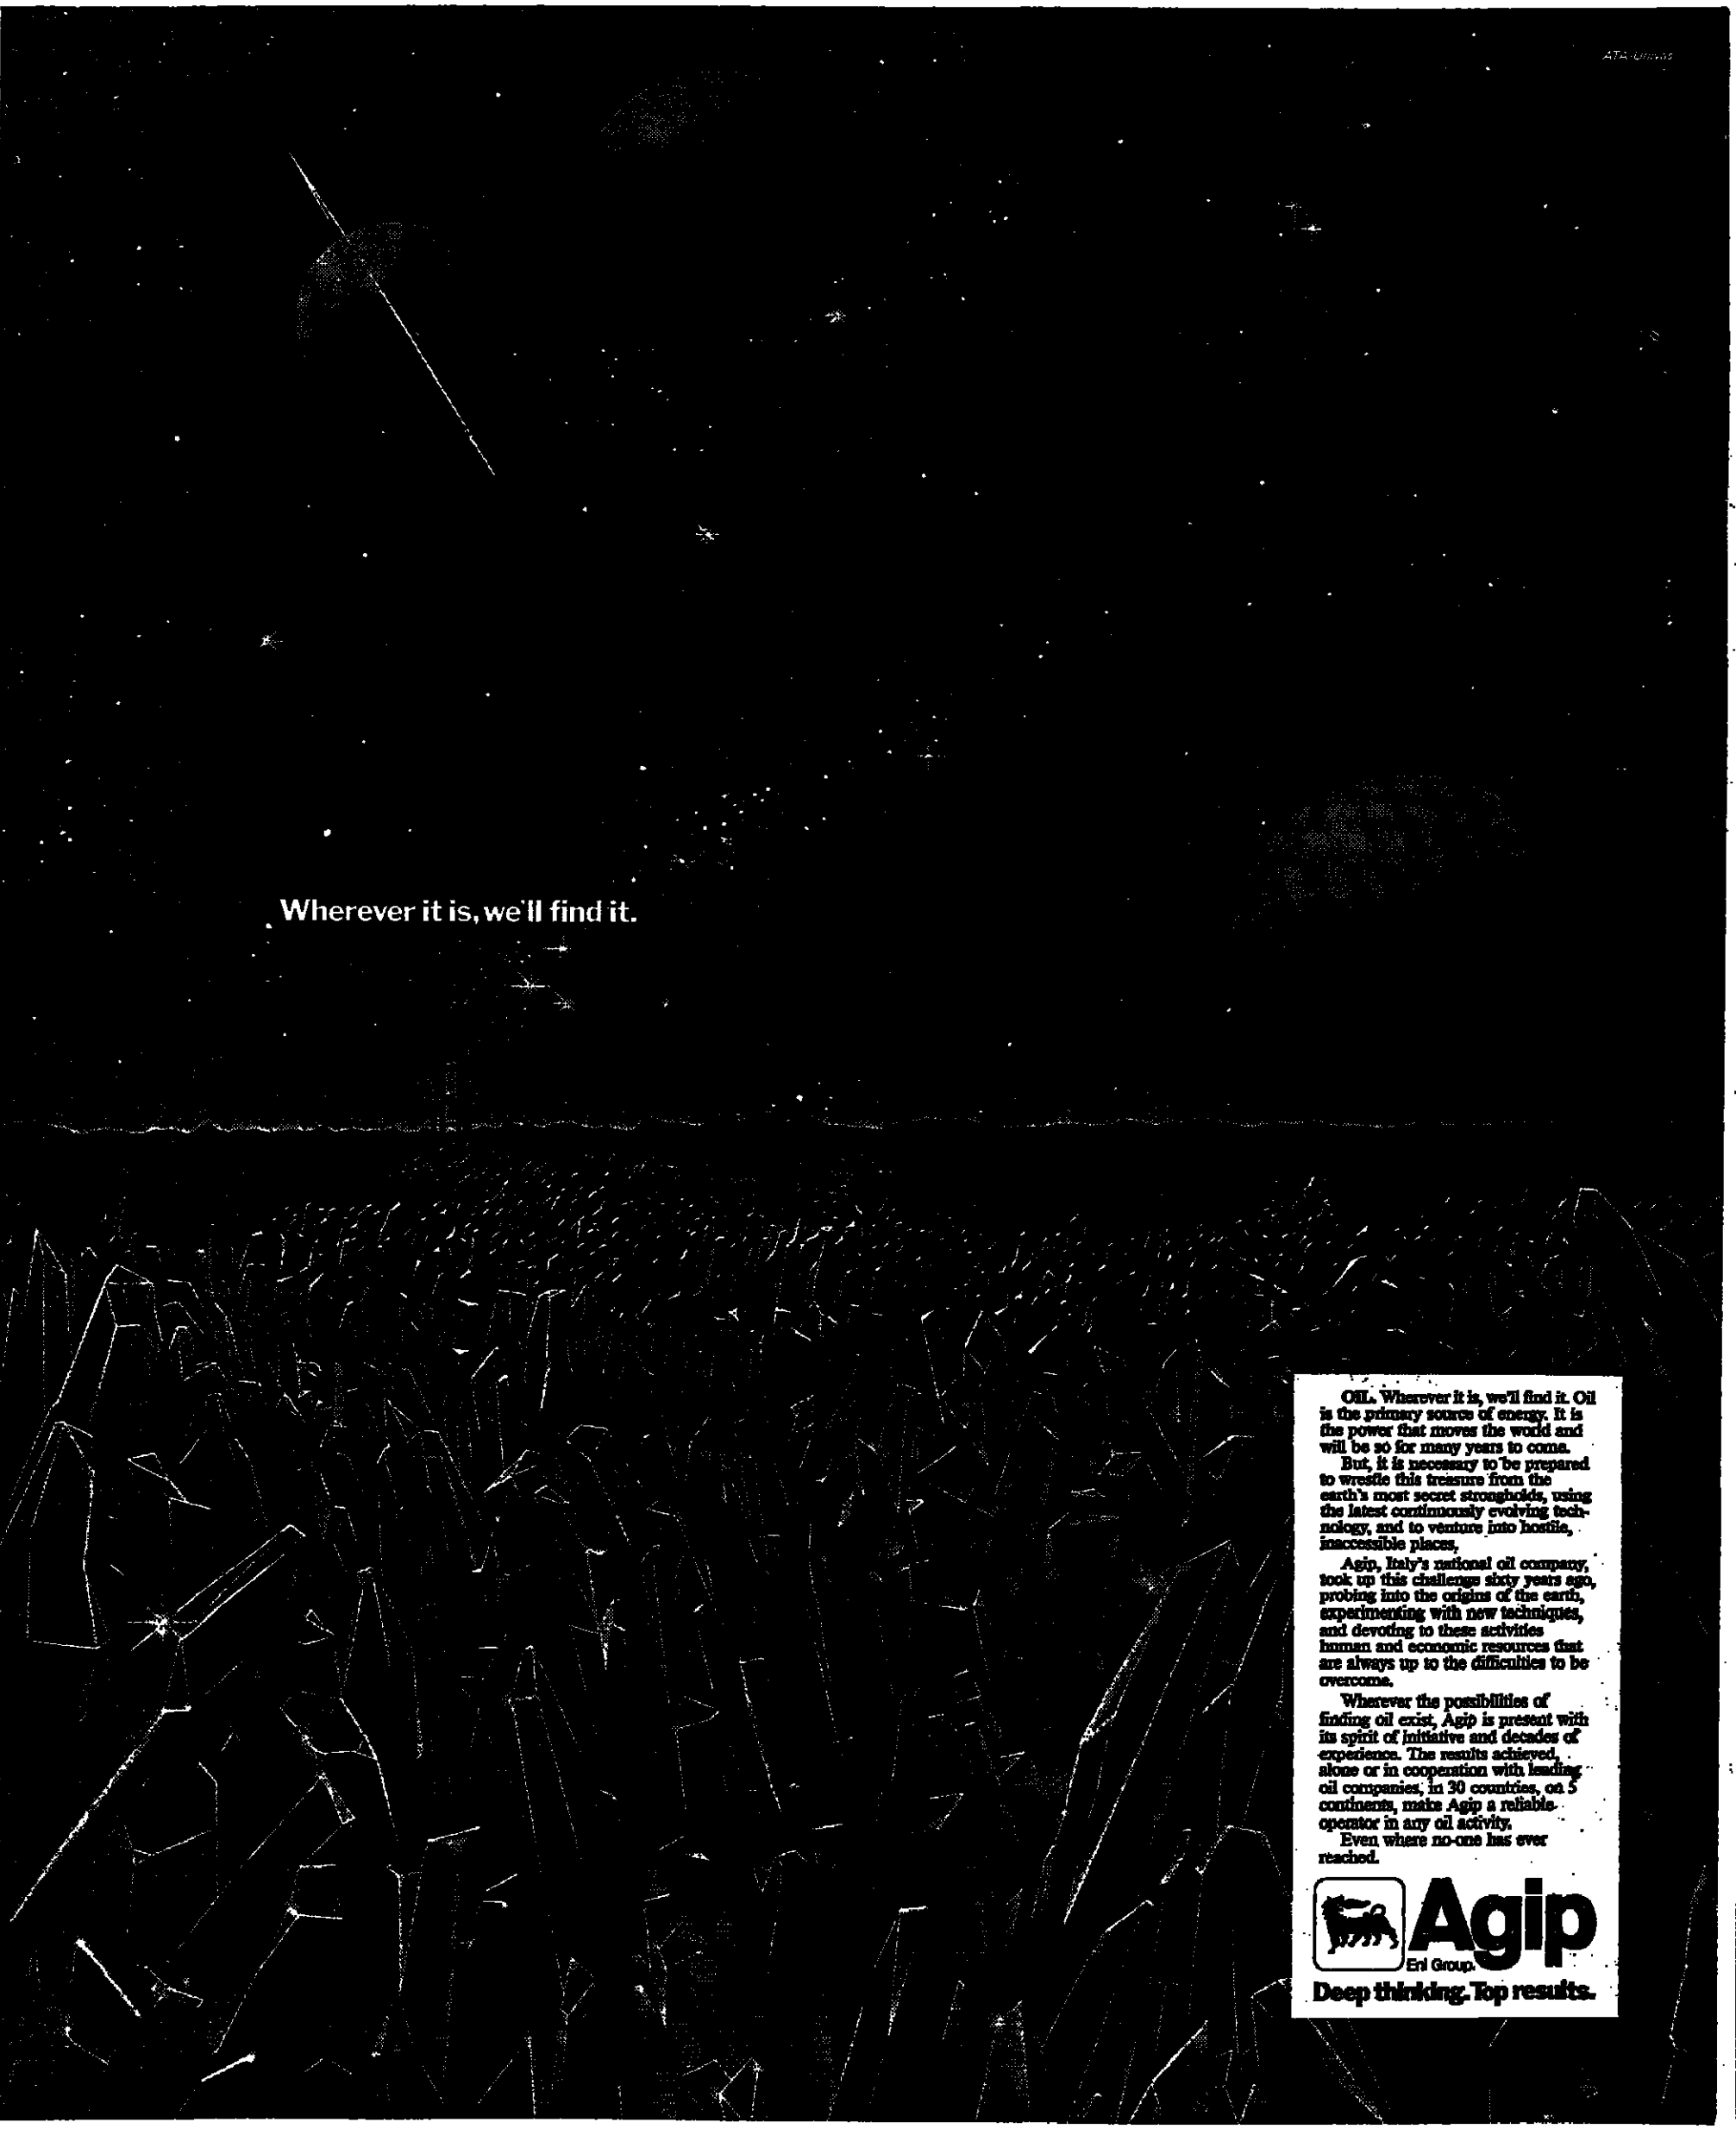 ATA-Univas
Wherever it is, we'll find it.
OIL. Wherever it is, we'll find it. Oil
is the primary source of energy. It is
the power that moves the world and
will be so for many years to come.
But, it is necessary to be prepared
to wrestle this treasure from the
earth's most secret strongholds, using
the latest continuously evolving tech-
nology, and to venture into hostile,
inaccessible places,
Agip, Italy's national oil company,
took up this challenge sixty years ago,
probing into the origins of the earth,
experimenting with new techniques,
and devoting to these activities
human and economic resources that
are always up to the difficulties to be
overcome.
Wherever the possibilities of
finding oil exist, Agip is present with
its spirit of initiative and decades of
experience. The results achieved,
alone or in cooperation with leading
oil companies, in 30 countries, on 5
continents, make Agip a reliable
operator in any oil activity.
Even where no-one has ever
reached.
Agip
Eni Group.
Deep thinking. Top results.